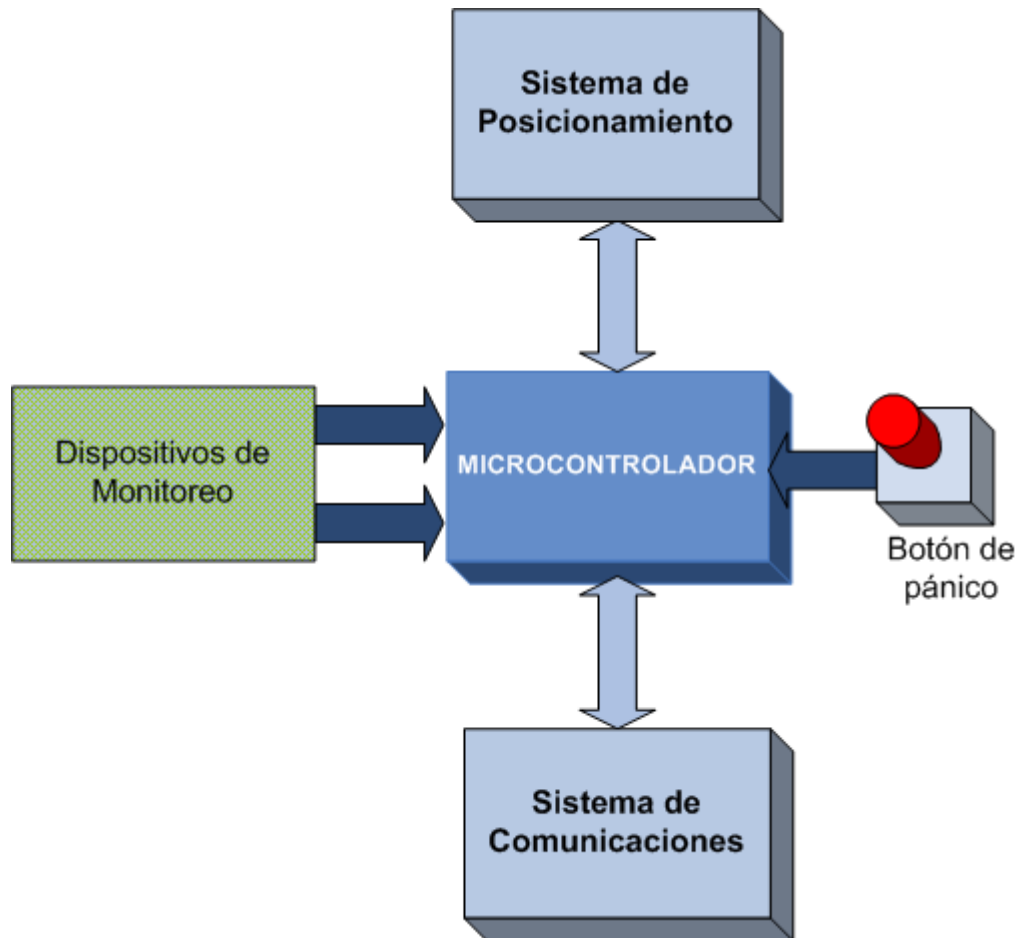 Sistema de
Posicionamiento
Dispositivos de
Monitoreo
MICROCONTROLADOR
Botón de
pánico
Sistema de
Comunicaciones